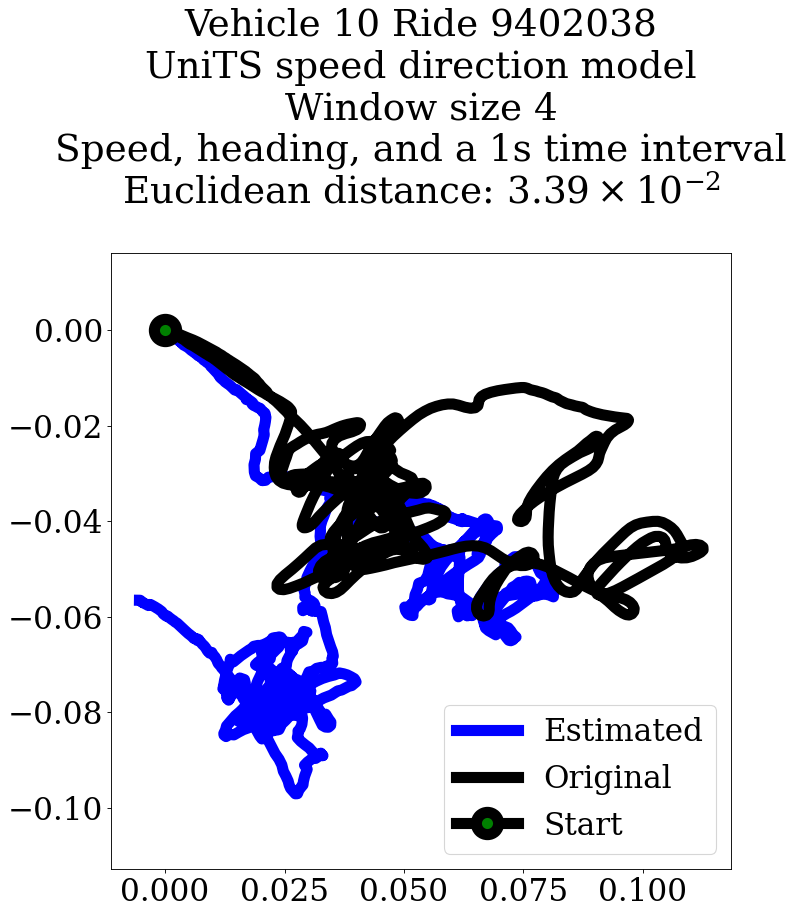 Vehicle 10 Ride 9402038
UniTS speed direction model
Window size 4
Speed, heading, and a 1s time interval
Euclidean distance: 3.39 × 10⁻²
0.00
−0.02
−0.04
−0.06
−0.08
−0.10
Estimated
Original
Start
0.000 0.025 0.050 0.075 0.100